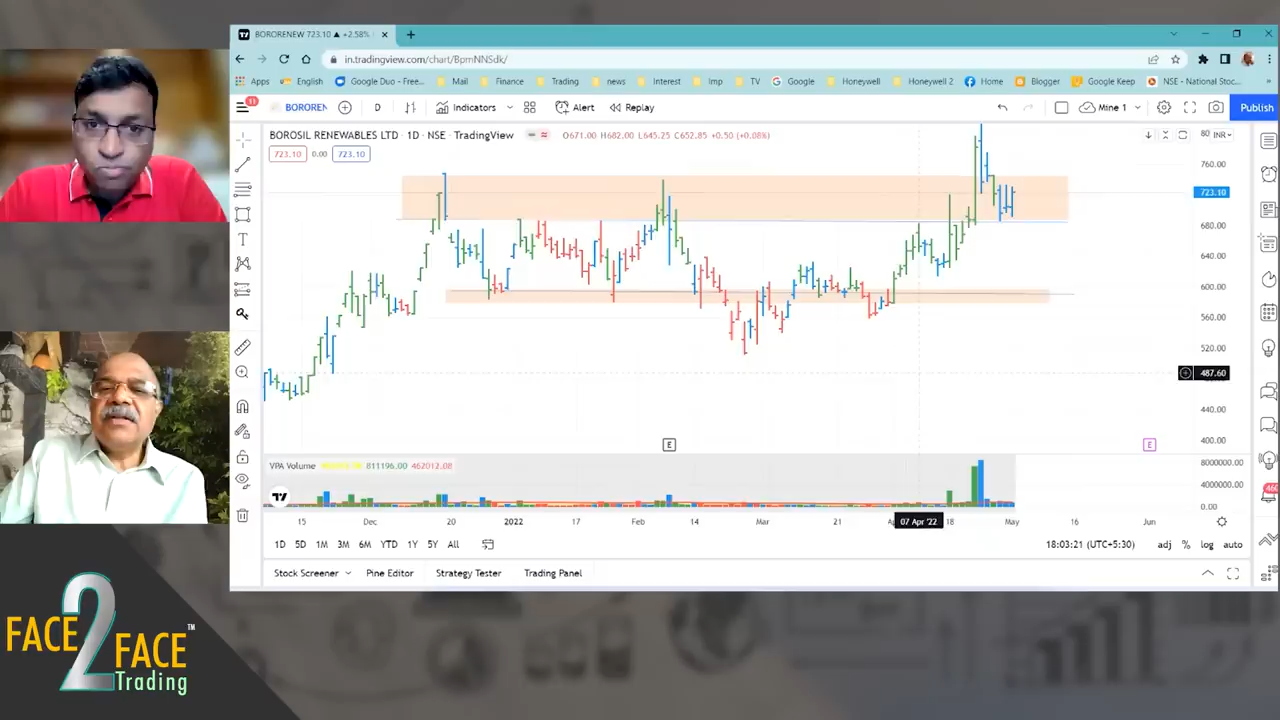 BORORENEW 723.10 ▲ +2.58%
in.tradingview.com/chart/BpmNNSdk/
Apps English Google Duo - Free... Mail Finance Trading news Interest Imp TV Google Honeywell Honeywell 2 Home Blogger Google Keep NSE - National Stoc... »
11 BOROREN D Indicators Alert Replay Mine 1 Publish
BOROSIL RENEWABLES LTD · 1D · NSE · TradingView O671.00 H682.00 L645.25 C652.85 +0.50 (+0.08%)
80 INR
723.10 0.00 723.10
760.00
723.10
680.00
640.00
600.00
560.00
520.00
487.60
440.00
400.00
E E
VPA Volume 811196.00 462012.08
8000000.00
4000000.00
0.00
15 Dec 20 2022 17 Feb 14 Mar 21 07 Apr '22 18 May 16 Jun
1D 5D 1M 3M 6M YTD 1Y 5Y All 18:03:21 (UTC+5:30) adj % log auto
Stock Screener Pine Editor Strategy Tester Trading Panel
FACE 2 FACE ™
Trading